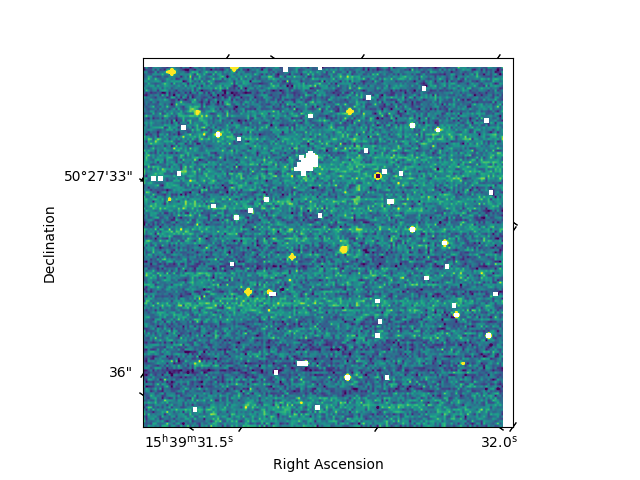 50°27'33"
36"
Declination
15ʰ39ᵐ31.5ˢ
32.0ˢ
Right Ascension